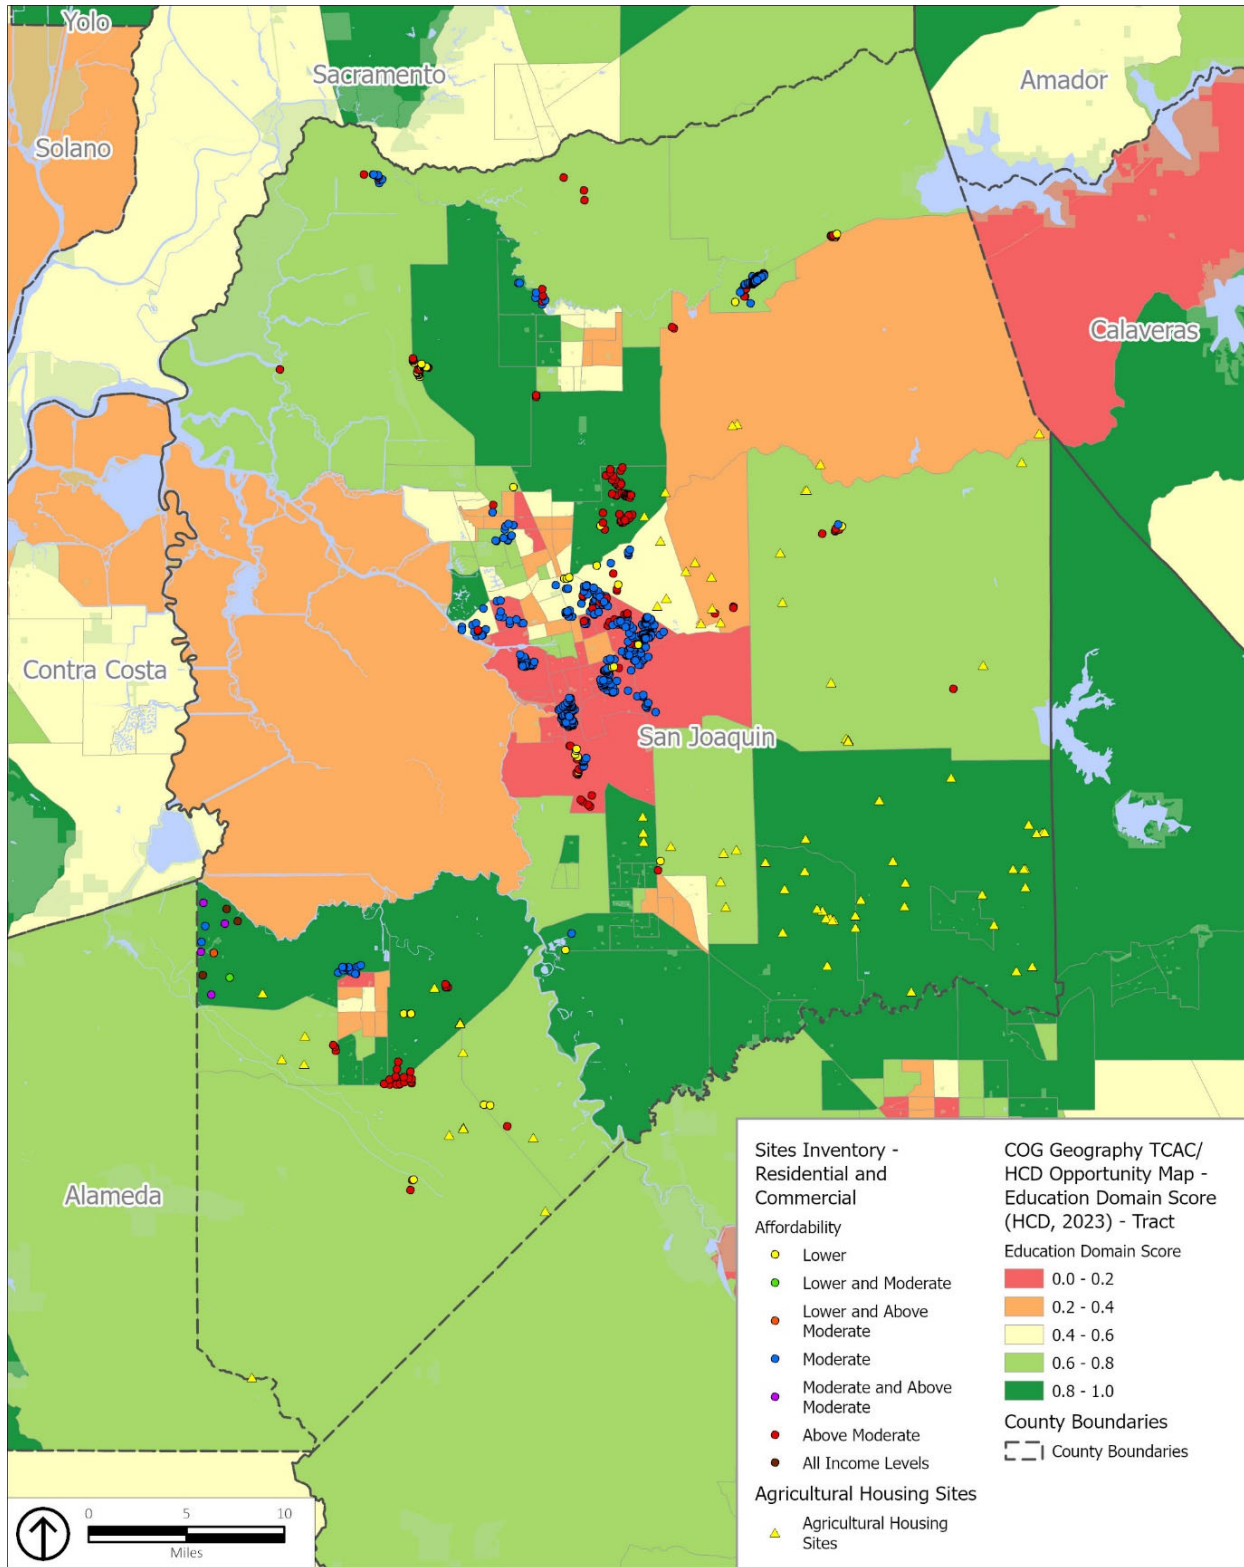 Yolo
Sacramento
Amador
Solano
Calaveras
Contra Costa
San Joaquin
Alameda
Sites Inventory -
Residential and
Commercial
Affordability
Lower
Lower and Moderate
Lower and Above
Moderate
Moderate
Moderate and Above
Moderate
Above Moderate
All Income Levels
Agricultural Housing Sites
Agricultural Housing
Sites
COG Geography TCAC/
HCD Opportunity Map -
Education Domain Score
(HCD, 2023) - Tract
Education Domain Score
0.0 - 0.2
0.2 - 0.4
0.4 - 0.6
0.6 - 0.8
0.8 - 1.0
County Boundaries
County Boundaries
0 5 10
Miles